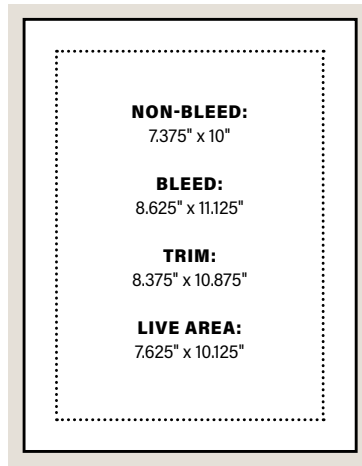 NON-BLEED:
7.375" x 10"
BLEED:
8.625" x 11.125"
TRIM:
8.375" x 10.875"
LIVE AREA:
7.625" x 10.125"